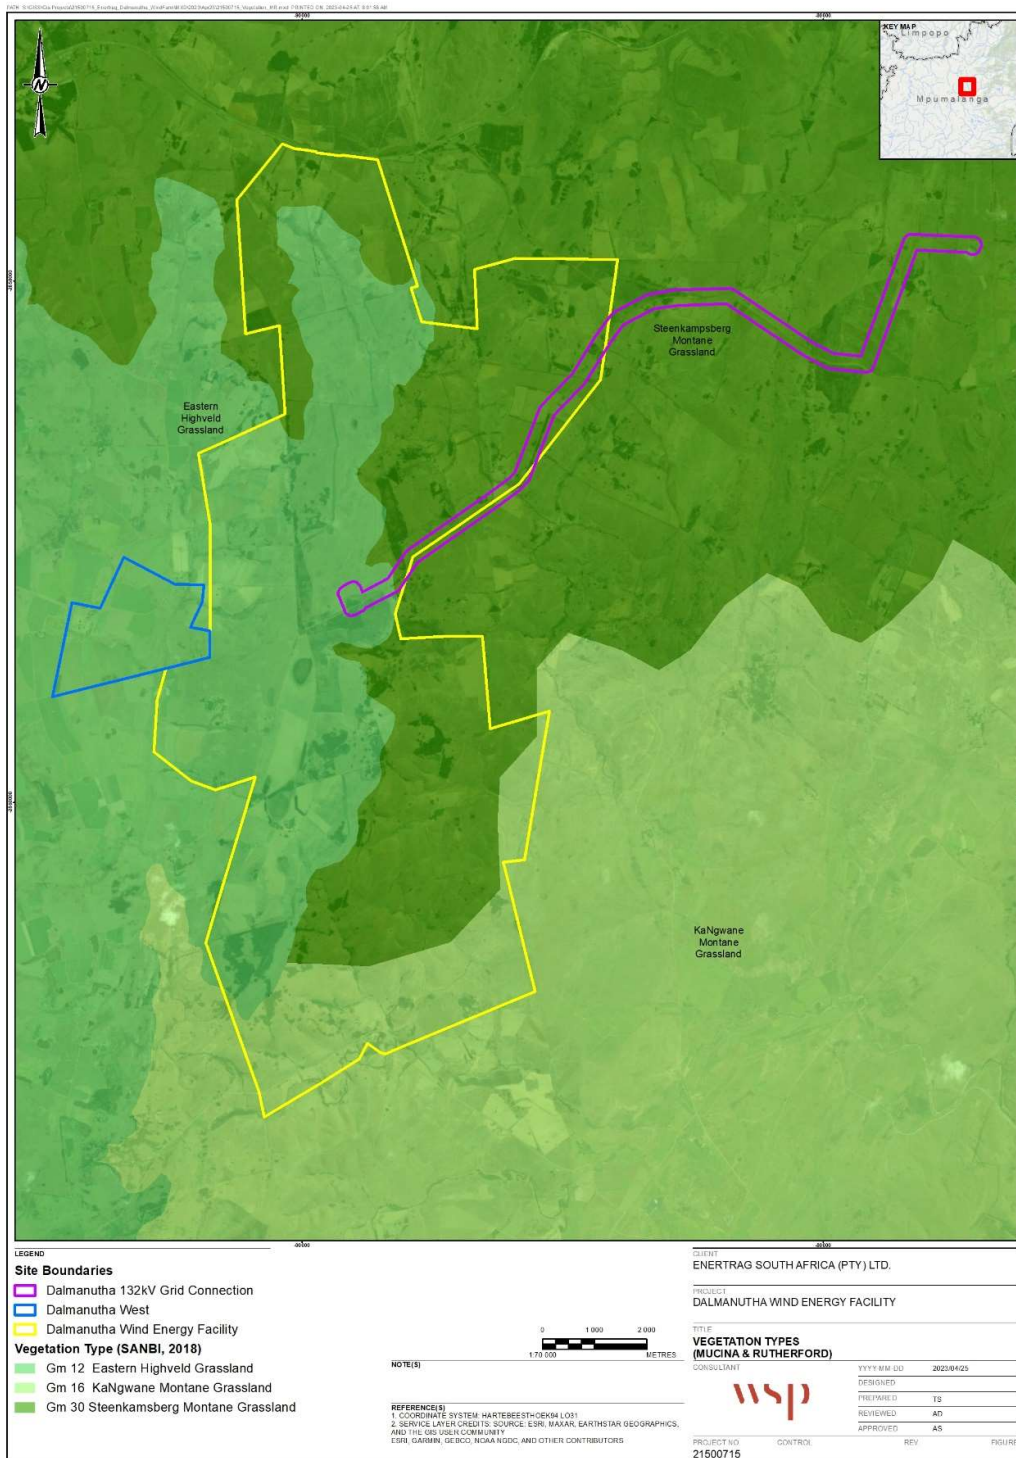 KEY MAP
Limpopo
Mpumalanga
N
Steenkampsberg
Montane
Grassland
Eastern
Highveld
Grassland
KaNgwane
Montane
Grassland
LEGEND
Site Boundaries
Dalmanutha 132kV Grid Connection
Dalmanutha West
Dalmanutha Wind Energy Facility
Vegetation Type (SANBI, 2018)
Gm 12 Eastern Highveld Grassland
Gm 16 KaNgwane Montane Grassland
Gm 30 Steenkamsberg Montane Grassland
0 1 000 2 000
1:70 000 METRES
NOTE(S)
REFERENCE(S)
1. COORDINATE SYSTEM: HARTEBEESTHOEK94 LO31
2. SERVICE LAYER CREDITS: SOURCE: ESRI, MAXAR, EARTHSTAR GEOGRAPHICS,
AND THE GIS USER COMMUNITY
ESRI, GARMIN, GEBCO, NOAA NGDC, AND OTHER CONTRIBUTORS
CLIENT
ENERTRAG SOUTH AFRICA (PTY) LTD.
PROJECT
DALMANUTHA WIND ENERGY FACILITY
TITLE
VEGETATION TYPES
(MUCINA & RUTHERFORD)
CONSULTANT
wsp
YYYY-MM-DD 2023/04/25
DESIGNED
PREPARED TS
REVIEWED AD
APPROVED AS
PROJECT NO CONTROL REV FIGURE
21500715